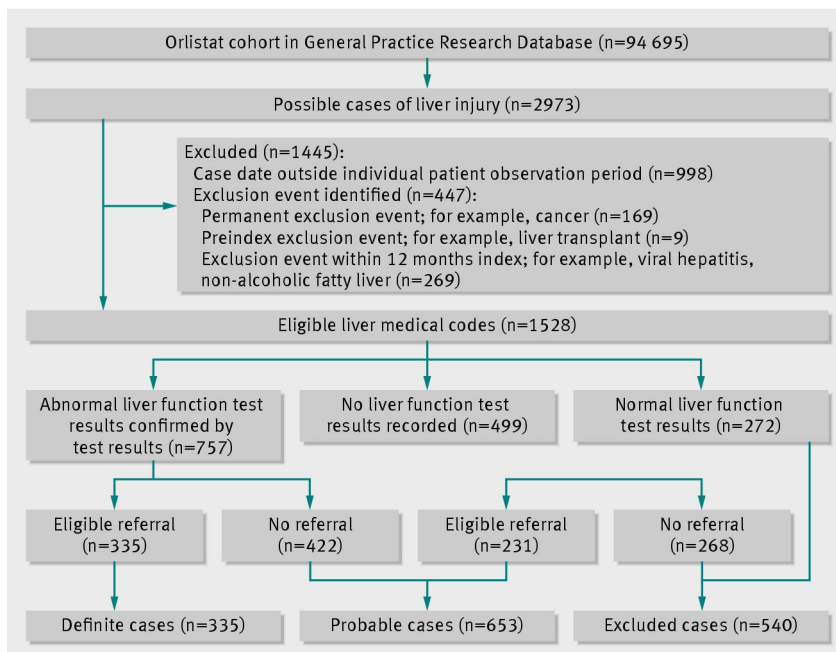 Orlistat cohort in General Practice Research Database (n=94 695)
Possible cases of liver injury (n=2973)
Excluded (n=1445):
Case date outside individual patient observation period (n=998)
Exclusion event identified (n=447):
Permanent exclusion event; for example, cancer (n=169)
Preindex exclusion event; for example, liver transplant (n=9)
Exclusion event within 12 months index; for example, viral hepatitis,
non-alcoholic fatty liver (n=269)
Eligible liver medical codes (n=1528)
Abnormal liver function test
results confirmed by
test results (n=757)
No liver function test
results recorded (n=499)
Normal liver function
test results (n=272)
Eligible referral
(n=335)
No referral
(n=422)
Eligible referral
(n=231)
No referral
(n=268)
Definite cases (n=335)
Probable cases (n=653)
Excluded cases (n=540)